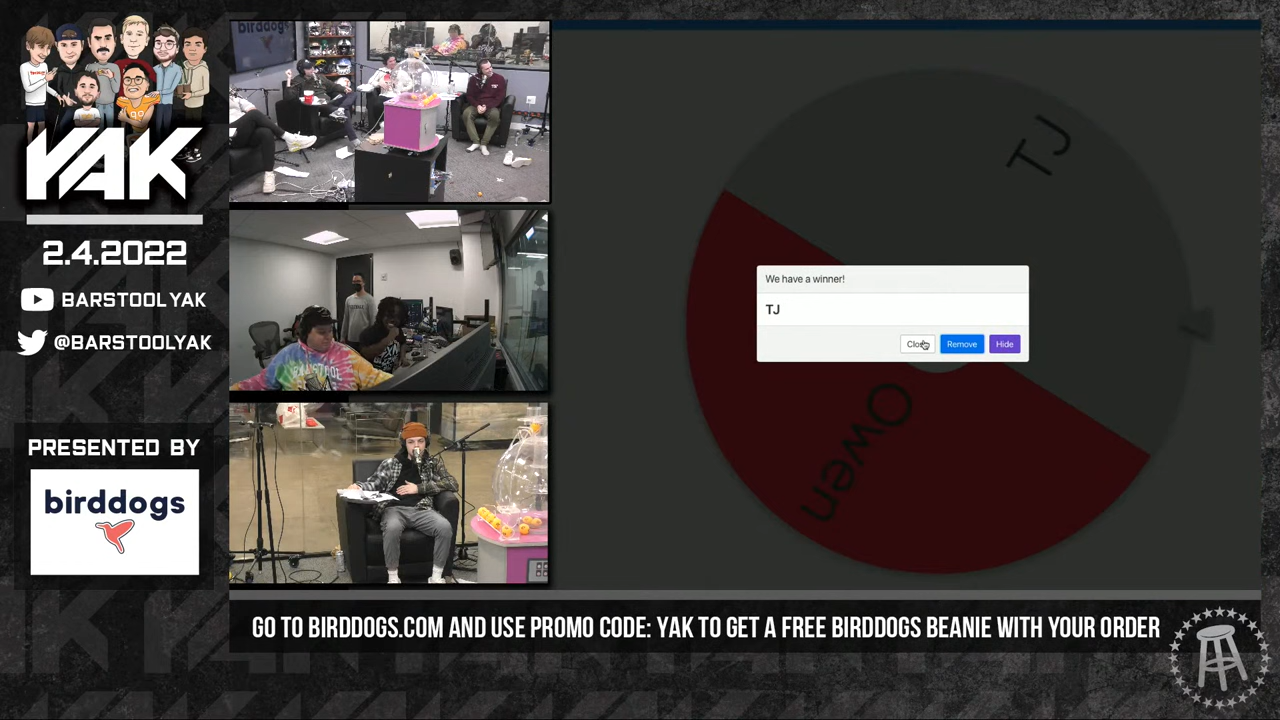 YAK
2.4.2022
BARSTOOLYAK
@BARSTOOLYAK
PRESENTED BY
birddogs
birddogs
TJ
Owen
We have a winner!
TJ
Close
Remove
Hide
GO TO BIRDDOGS.COM AND USE PROMO CODE: YAK TO GET A FREE BIRDDOGS BEANIE WITH YOUR ORDER